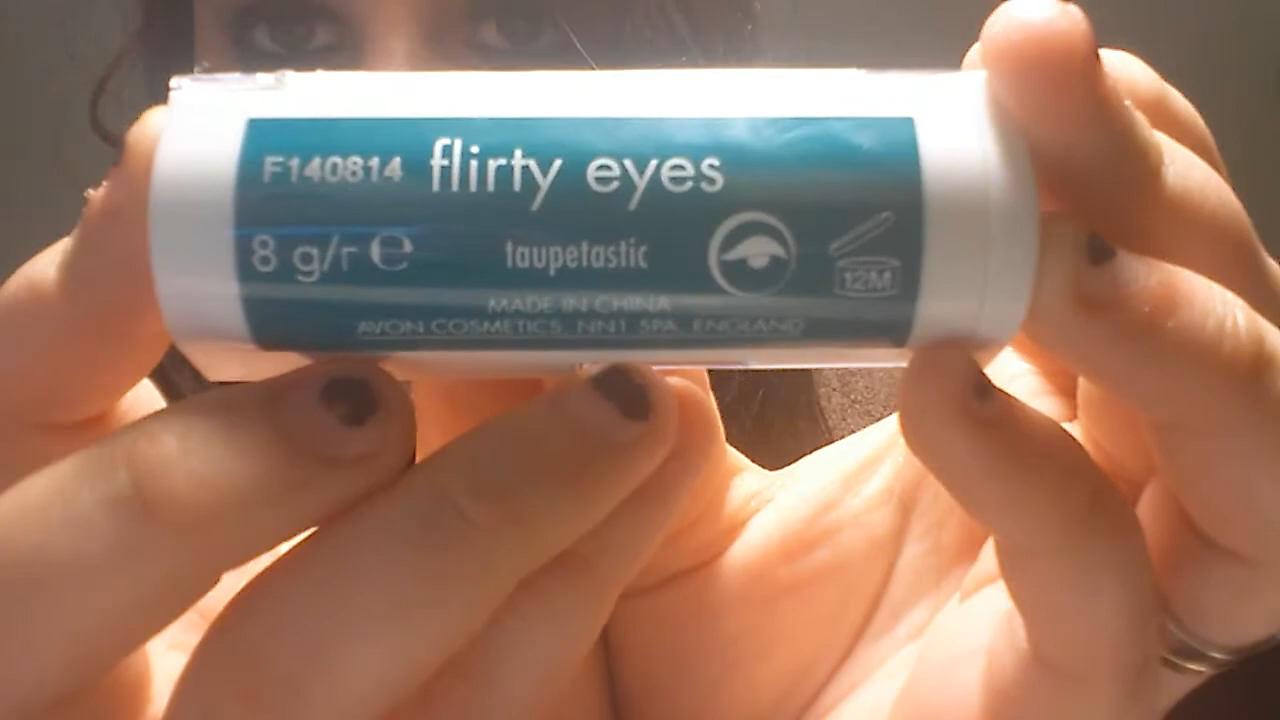 F140814 flirty eyes
8 g/r e taupetastic
12M
MADE IN CHINA
AVON COSMETICS, NN1 5PA, ENGLAND